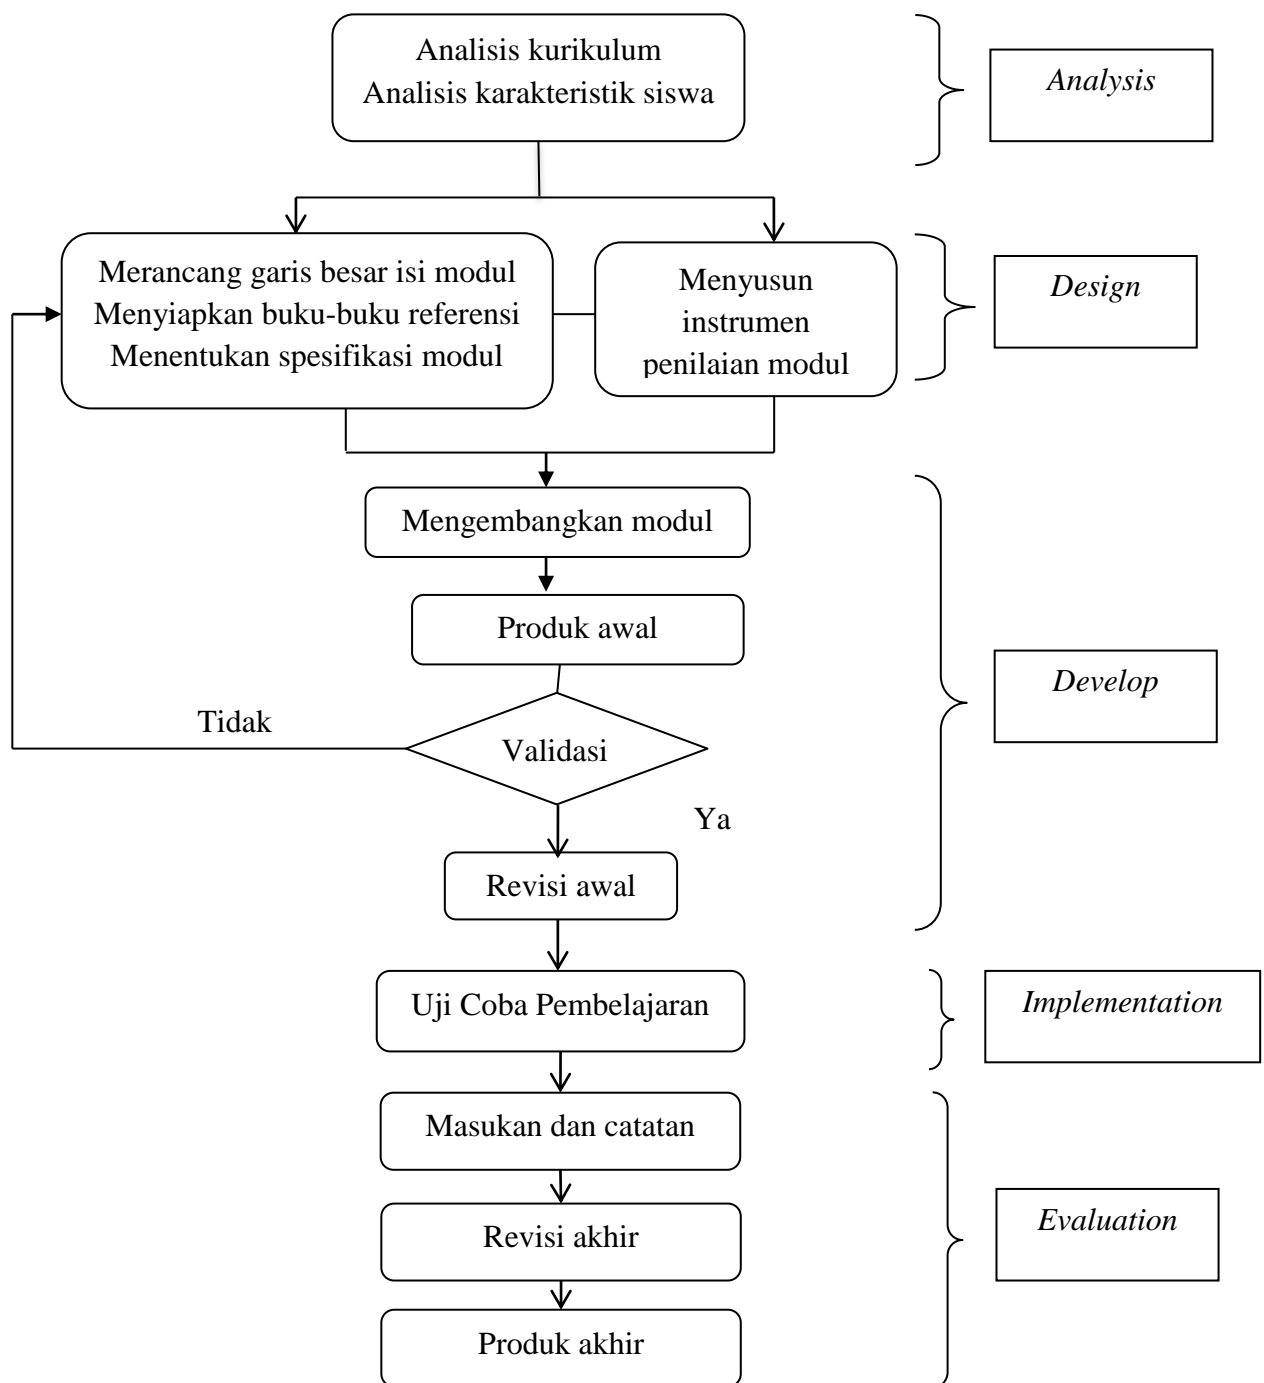 Analisis kurikulum
Analisis karakteristik siswa
Analysis
Merancang garis besar isi modul
Menyiapkan buku-buku referensi
Menentukan spesifikasi modul
Menyusun
instrumen
penilaian modul
Design
Mengembangkan modul
Produk awal
Develop
Tidak
Validasi
Ya
Revisi awal
Uji Coba Pembelajaran
Implementation
Masukan dan catatan
Revisi akhir
Evaluation
Produk akhir